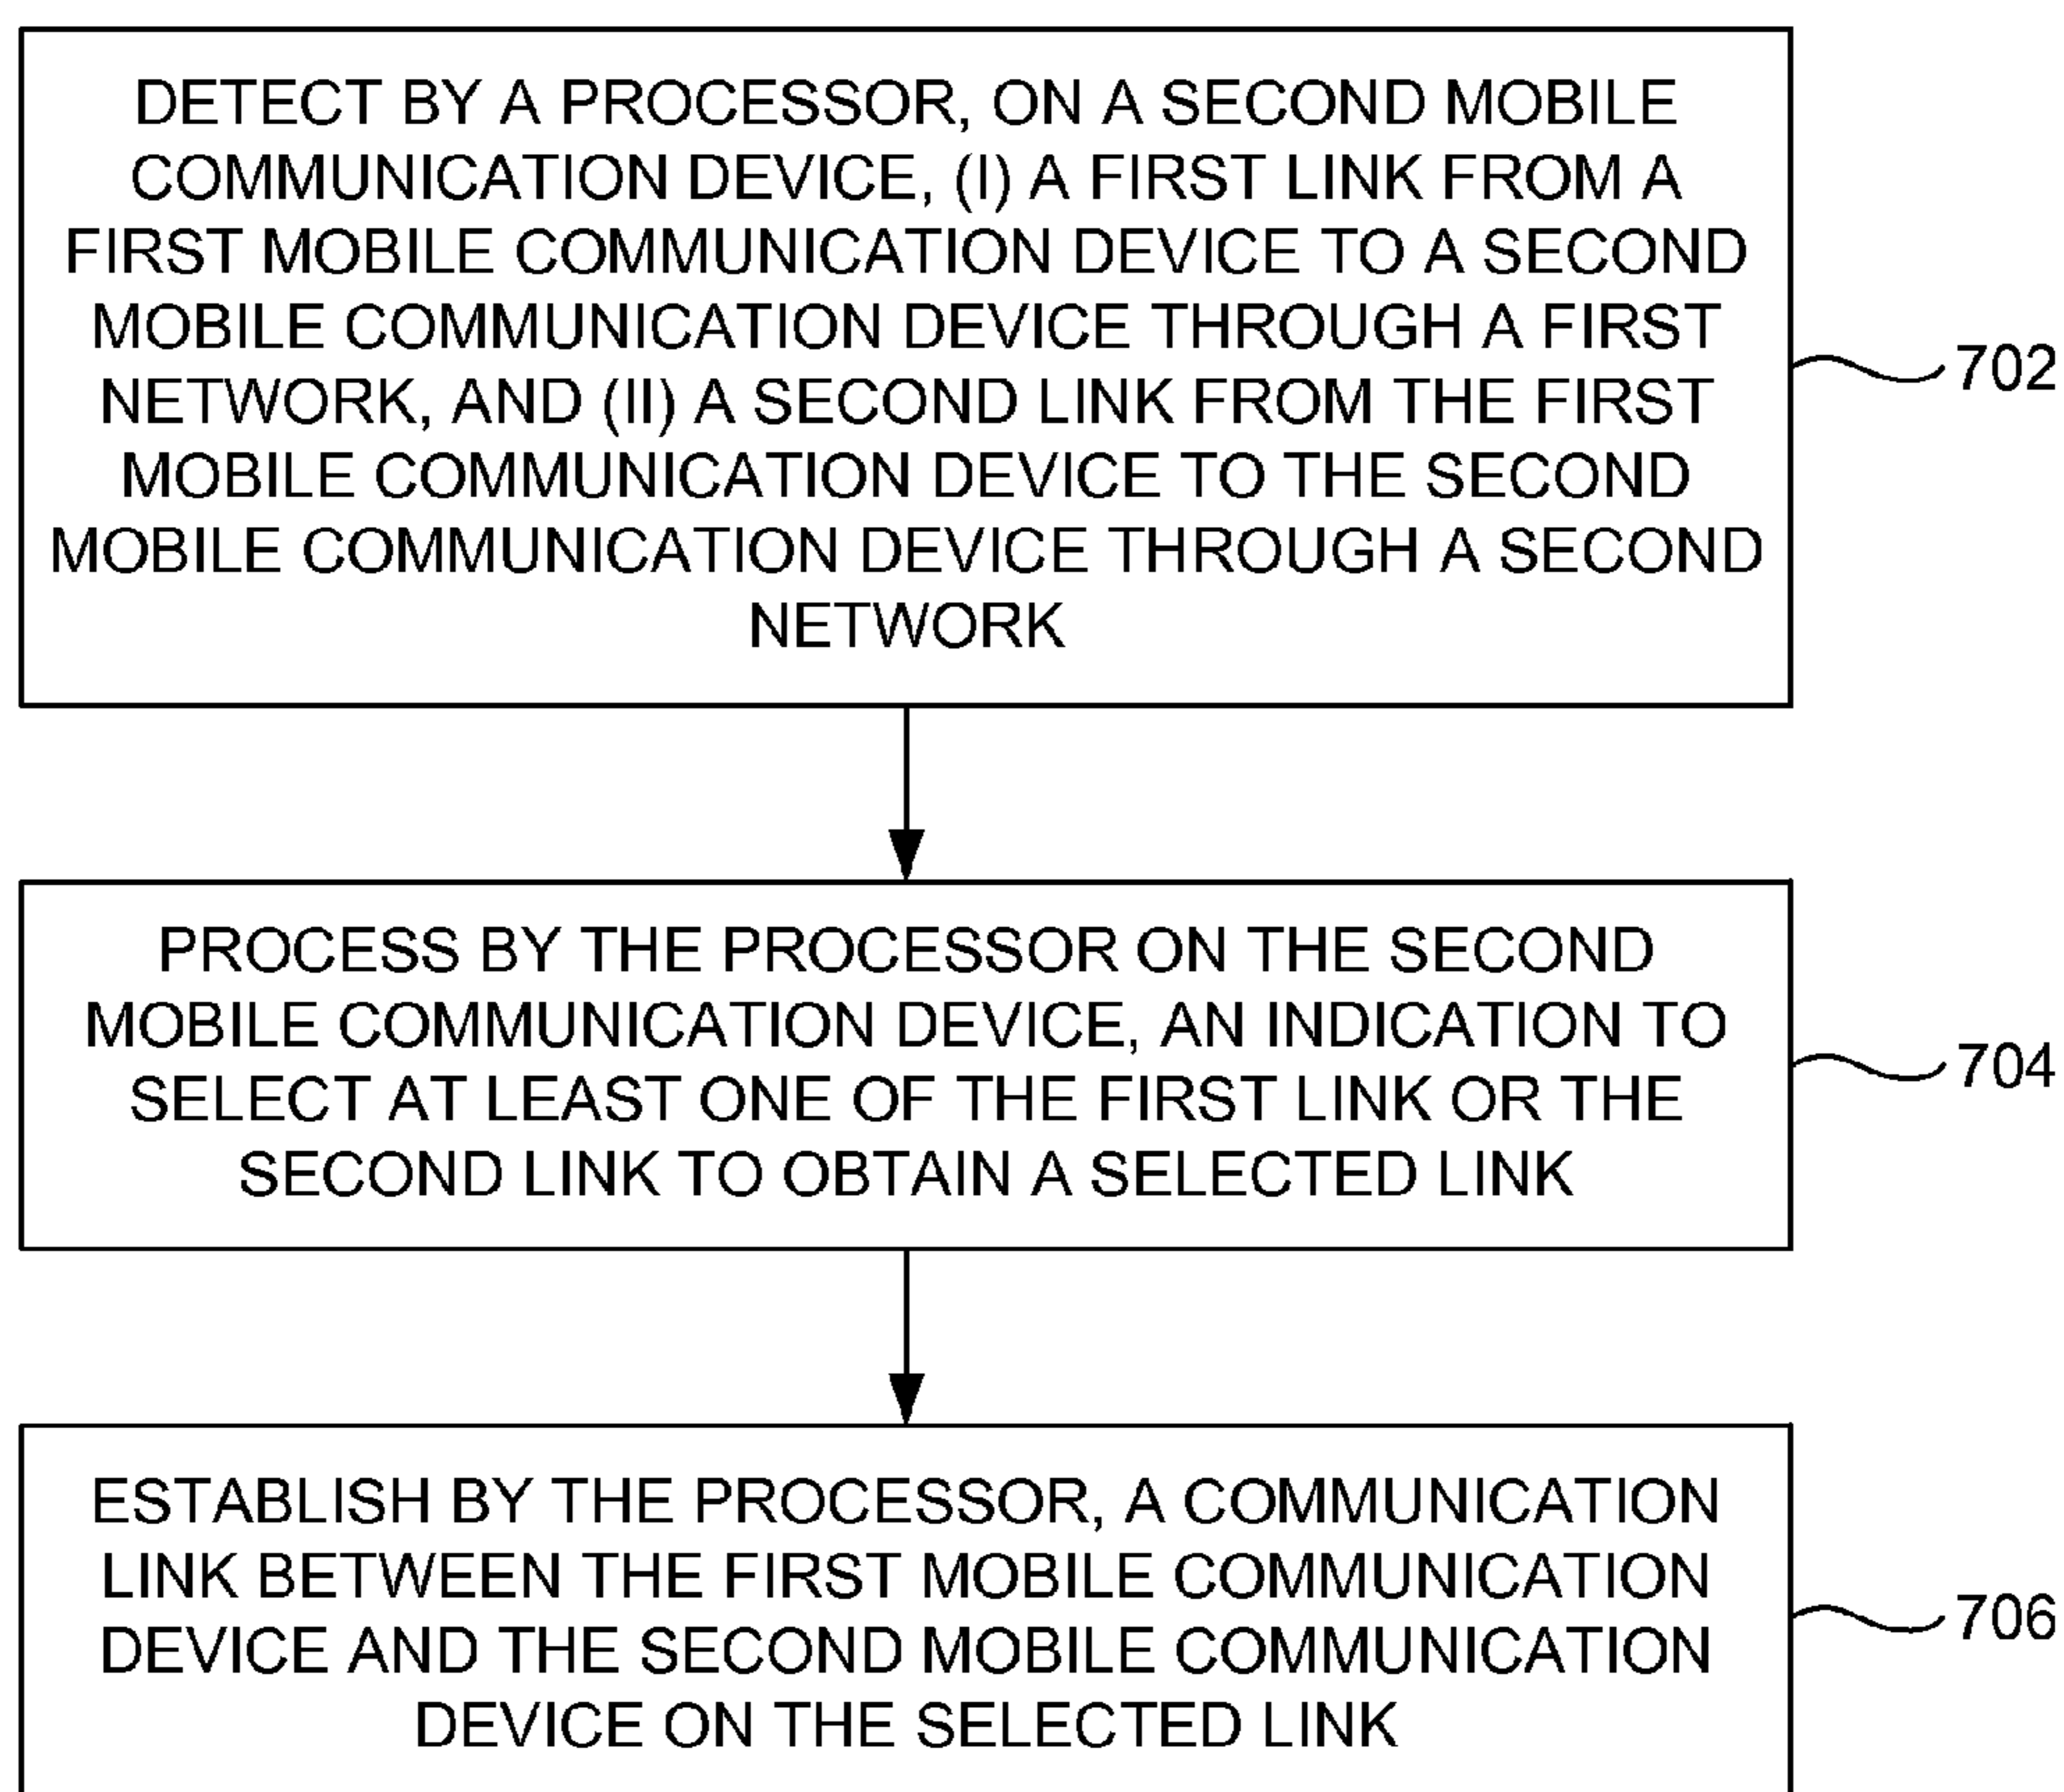 DETECT BY A PROCESSOR, ON A SECOND MOBILE
COMMUNICATION DEVICE, (I) A FIRST LINK FROM A
FIRST MOBILE COMMUNICATION DEVICE TO A SECOND
MOBILE COMMUNICATION DEVICE THROUGH A FIRST
NETWORK, AND (II) A SECOND LINK FROM THE FIRST
MOBILE COMMUNICATION DEVICE TO THE SECOND
MOBILE COMMUNICATION DEVICE THROUGH A SECOND
NETWORK
702
PROCESS BY THE PROCESSOR ON THE SECOND
MOBILE COMMUNICATION DEVICE, AN INDICATION TO
SELECT AT LEAST ONE OF THE FIRST LINK OR THE
SECOND LINK TO OBTAIN A SELECTED LINK
704
ESTABLISH BY THE PROCESSOR, A COMMUNICATION
LINK BETWEEN THE FIRST MOBILE COMMUNICATION
DEVICE AND THE SECOND MOBILE COMMUNICATION
DEVICE ON THE SELECTED LINK
706